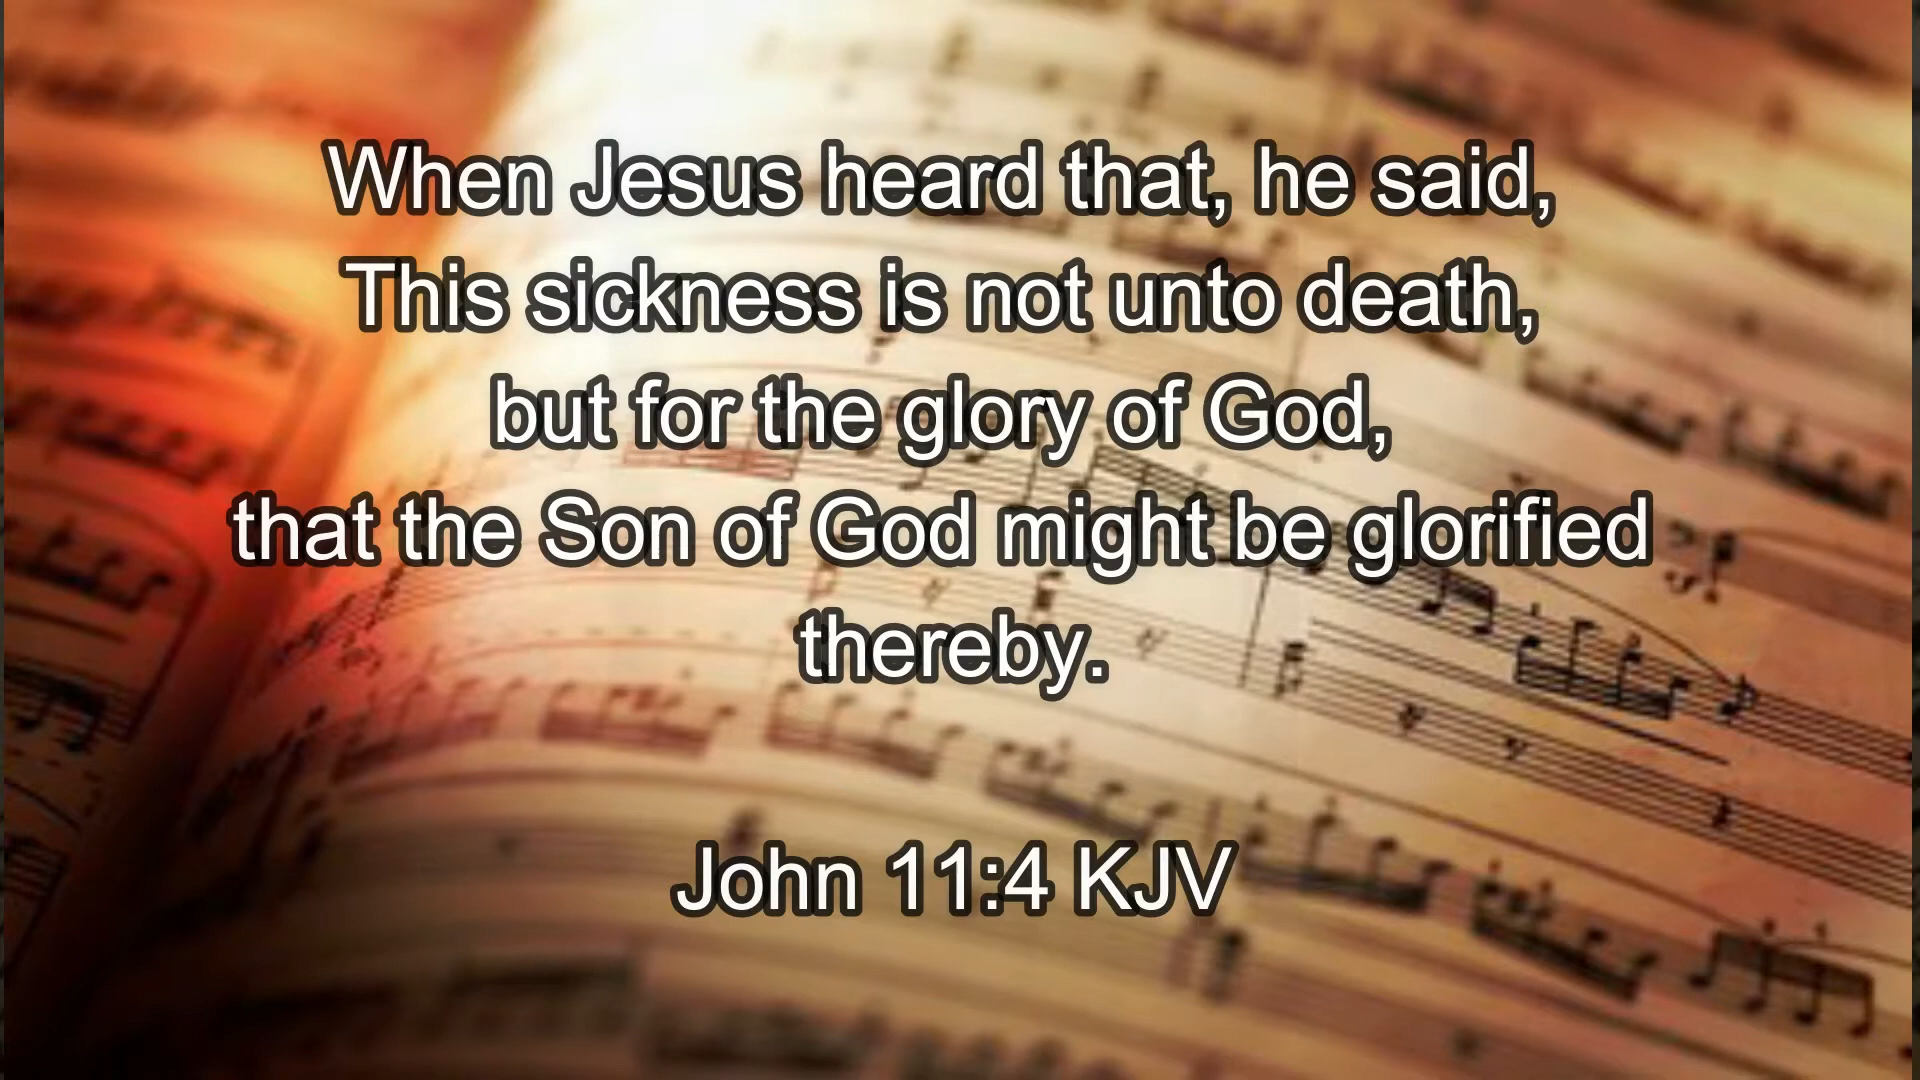 When Jesus heard that, he said,
This sickness is not unto death,
but for the glory of God,
that the Son of God might be glorified
thereby.
John 11:4 KJV